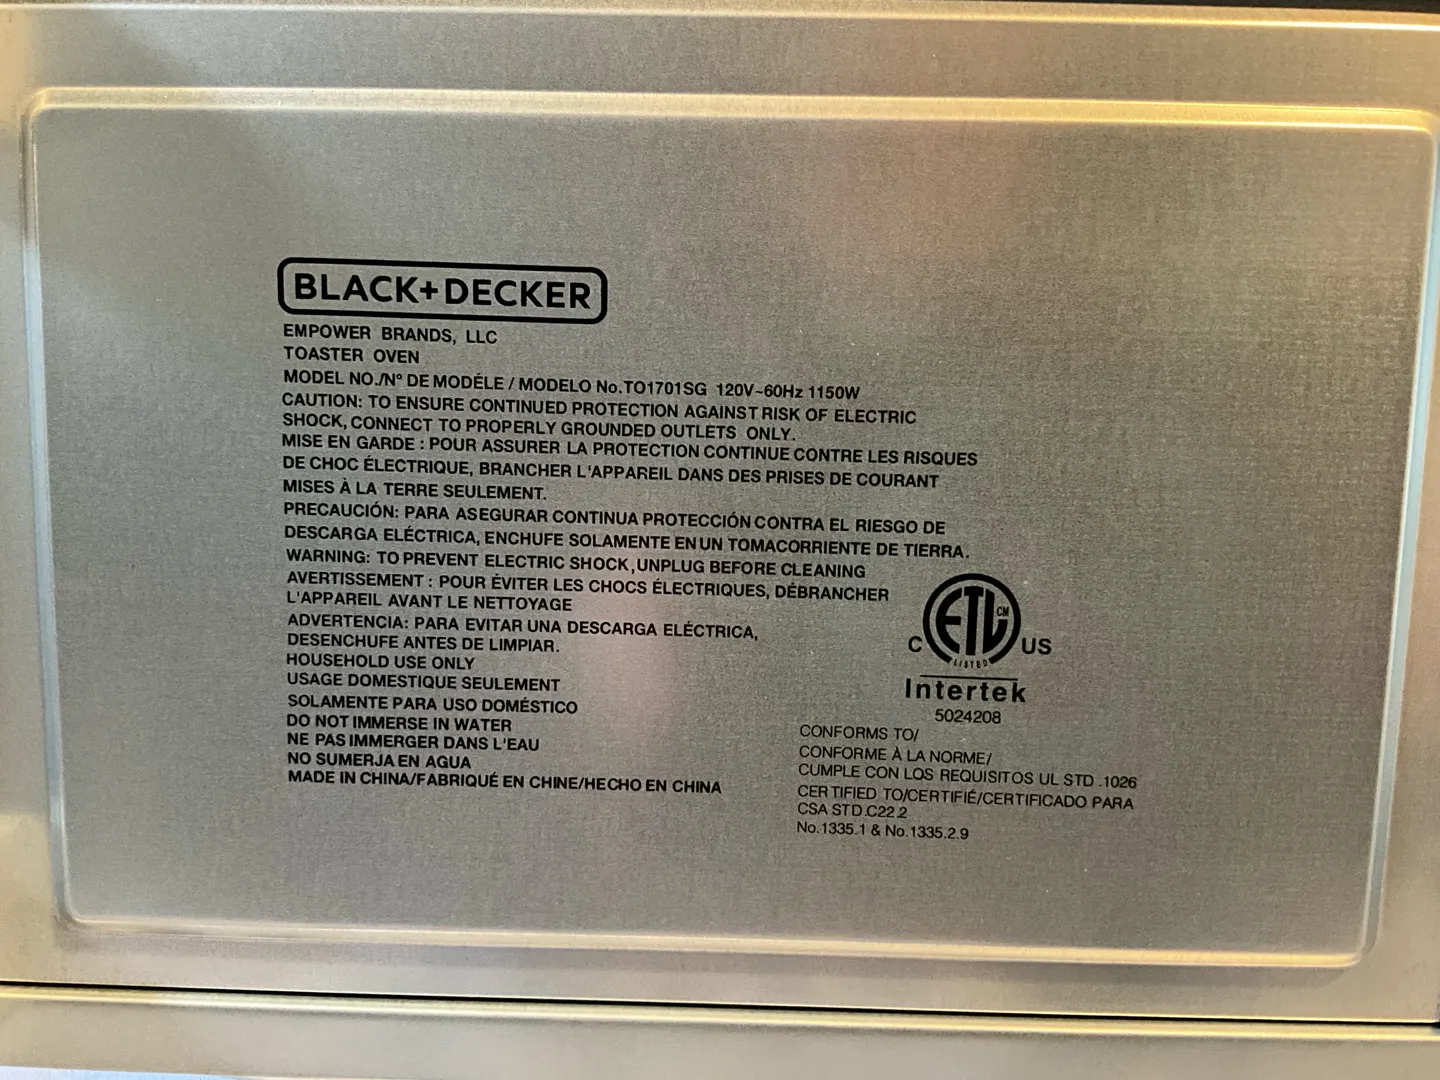 BLACK+DECKER
EMPOWER BRANDS, LLC
TOASTER OVEN
MODEL NO./N° DE MODÉLE / MODELO No.TO1701SG 120V~60Hz 1150W
CAUTION: TO ENSURE CONTINUED PROTECTION AGAINST RISK OF ELECTRIC
SHOCK, CONNECT TO PROPERLY GROUNDED OUTLETS ONLY.
MISE EN GARDE : POUR ASSURER LA PROTECTION CONTINUE CONTRE LES RISQUES
DE CHOC ÉLECTRIQUE, BRANCHER L'APPAREIL DANS DES PRISES DE COURANT
MISES À LA TERRE SEULEMENT.
PRECAUCIÓN: PARA ASEGURAR CONTINUA PROTECCIÓN CONTRA EL RIESGO DE
DESCARGA ELÉCTRICA, ENCHUFE SOLAMENTE EN UN TOMACORRIENTE DE TIERRA.
WARNING: TO PREVENT ELECTRIC SHOCK, UNPLUG BEFORE CLEANING
AVERTISSEMENT : POUR ÉVITER LES CHOCS ÉLECTRIQUES, DÉBRANCHER
L'APPAREIL AVANT LE NETTOYAGE
ADVERTENCIA: PARA EVITAR UNA DESCARGA ELÉCTRICA,
DESENCHUFE ANTES DE LIMPIAR.
HOUSEHOLD USE ONLY
USAGE DOMESTIQUE SEULEMENT
SOLAMENTE PARA USO DOMÉSTICO
DO NOT IMMERSE IN WATER
NE PAS IMMERGER DANS L'EAU
NO SUMERJA EN AGUA
MADE IN CHINA/FABRIQUÉ EN CHINE/HECHO EN CHINA
C ETL CM US
LISTED
Intertek
5024208
CONFORMS TO/
CONFORME À LA NORME/
CUMPLE CON LOS REQUISITOS UL STD .1026
CERTIFIED TO/CERTIFIÉ/CERTIFICADO PARA
CSA STD.C22.2
No.1335.1 & No.1335.2.9